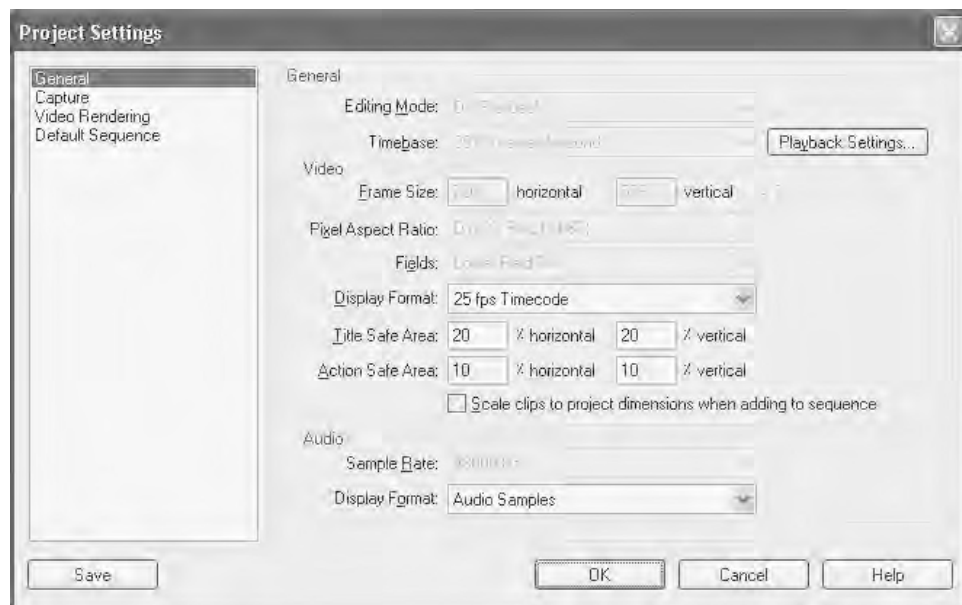 Project Settings
General
Capture
Video Rendering
Default Sequence
General
Editing Mode:
Timebase:
Playback Settings...
Video
Frame Size: horizontal vertical
Pixel Aspect Ratio:
Fields:
Display Format: 25 fps Timecode
Title Safe Area: 20 % horizontal 20 % vertical
Action Safe Area: 10 % horizontal 10 % vertical
Scale clips to project dimensions when adding to sequence
Audio
Sample Rate:
Display Format: Audio Samples
Save
OK
Cancel
Help